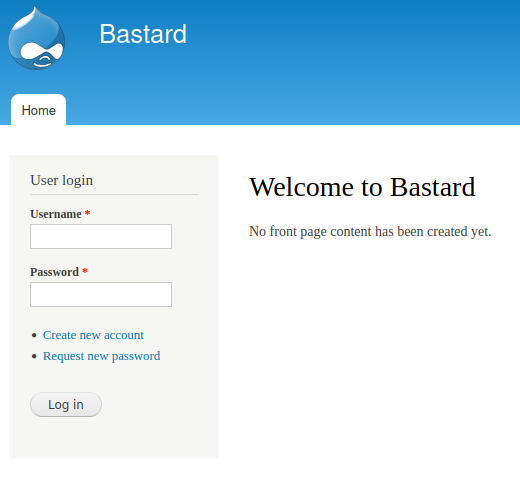 Bastard
Home
User login
Username *
Password *
Create new account
Request new password
Log in
Welcome to Bastard
No front page content has been created yet.